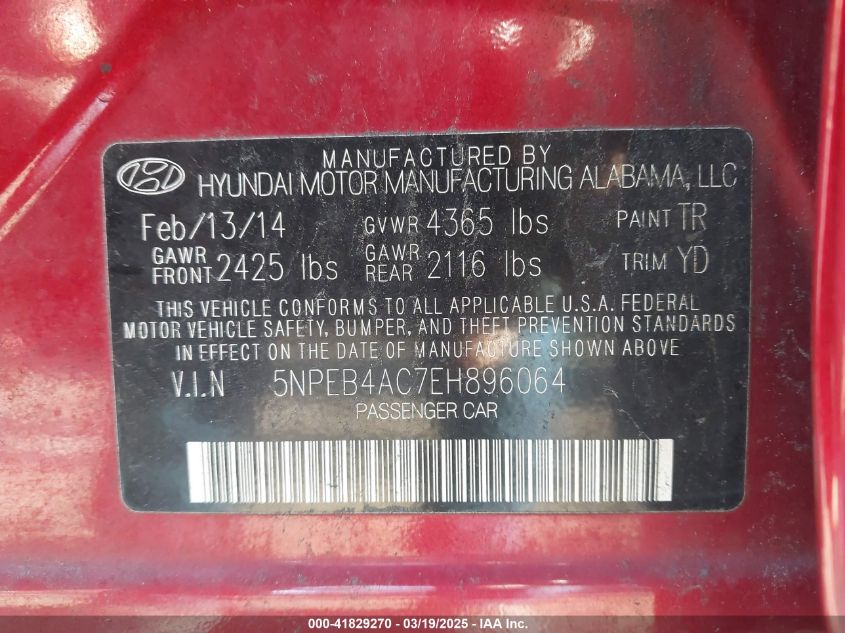 MANUFACTURED BY
HYUNDAI MOTOR MANUFACTURING ALABAMA, LLC
Feb/13/14 GVWR 4365 lbs PAINT TR
GAWR FRONT 2425 lbs GAWR REAR 2116 lbs TRIM YD
THIS VEHICLE CONFORMS TO ALL APPLICABLE U.S.A. FEDERAL
MOTOR VEHICLE SAFETY, BUMPER, AND THEFT PREVENTION STANDARDS
IN EFFECT ON THE DATE OF MANUFACTURE SHOWN ABOVE
V.I.N 5NPEB4AC7EH896064
PASSENGER CAR
000-41829270 - 03/19/2025 - IAA Inc.